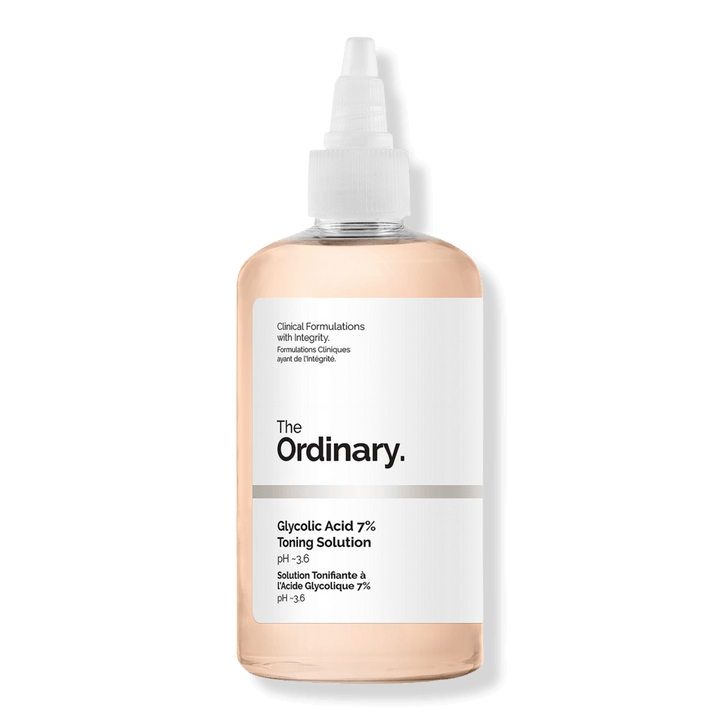 Clinical Formulations
with Integrity.
Formulations Cliniques
ayant de l'Intégrité.
The
Ordinary.
Glycolic Acid 7%
Toning Solution
pH ~3.6
Solution Tonifiante à
l'Acide Glycolique 7%
pH ~3.6